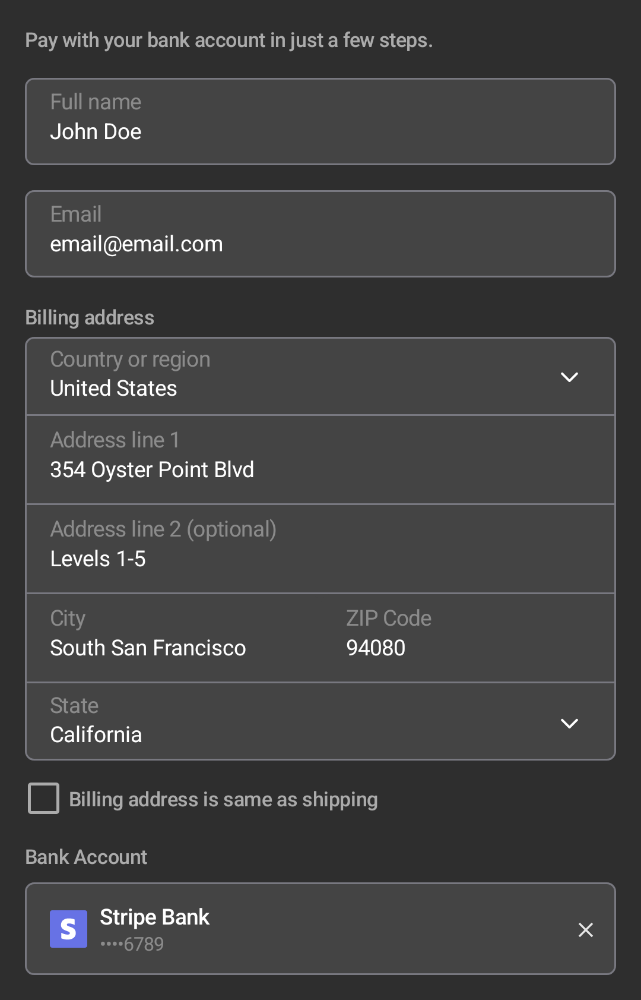 Pay with your bank account in just a few steps.
Full name
John Doe
Email
email@email.com
Billing address
Country or region
United States
Address line 1
354 Oyster Point Blvd
Address line 2 (optional)
Levels 1-5
City
South San Francisco
ZIP Code
94080
State
California
Billing address is same as shipping
Bank Account
S
Stripe Bank
••••6789